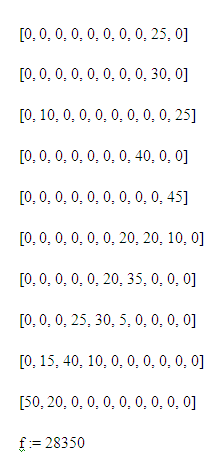 [0, 0, 0, 0, 0, 0, 0, 0, 25, 0]
[0, 0, 0, 0, 0, 0, 0, 0, 30, 0]
[0, 10, 0, 0, 0, 0, 0, 0, 0, 25]
[0, 0, 0, 0, 0, 0, 0, 40, 0, 0]
[0, 0, 0, 0, 0, 0, 0, 0, 0, 45]
[0, 0, 0, 0, 0, 0, 20, 20, 10, 0]
[0, 0, 0, 0, 0, 20, 35, 0, 0, 0]
[0, 0, 0, 25, 30, 5, 0, 0, 0, 0]
[0, 15, 40, 10, 0, 0, 0, 0, 0, 0]
[50, 20, 0, 0, 0, 0, 0, 0, 0, 0]
f := 28350